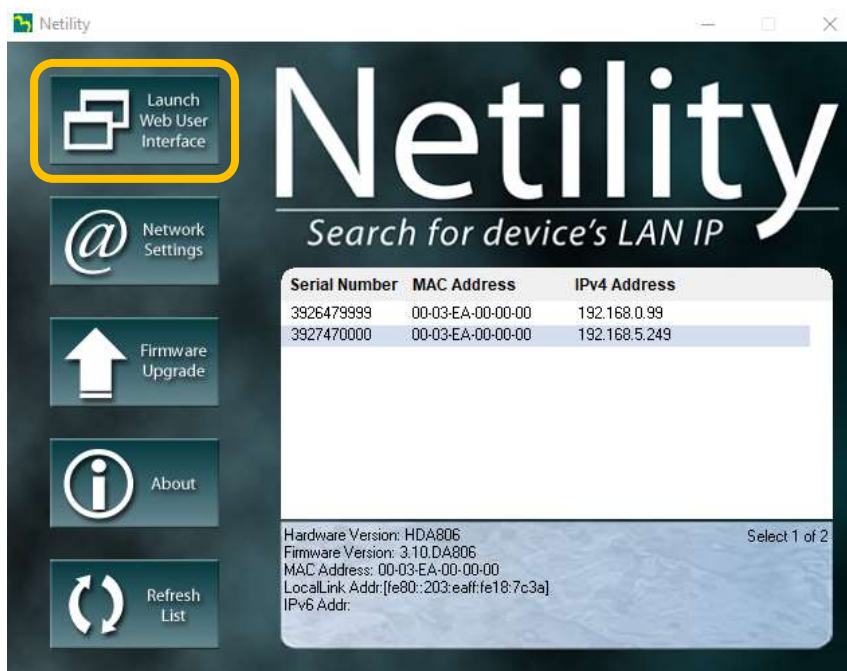 Netility
Launch
Web User
Interface
Network
Settings
Firmware
Upgrade
About
Refresh
List
Netility
Search for device's LAN IP
Serial Number MAC Address IPv4 Address
3926479999 00-03-EA-00-00-00 192.168.0.99
3927470000 00-03-EA-00-00-00 192.168.5.249
Hardware Version: HDA806 Select 1 of 2
Firmware Version: 3.10.DA806
MAC Address: 00-03-EA-00-00-00
LocalLink Addr:[fe80::203:eaff:fe18:7c3a]
IPv6 Addr: